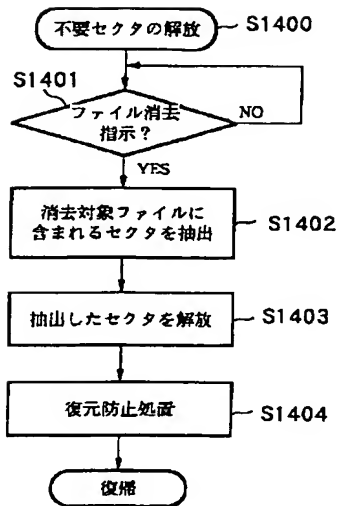 不要セクタの解放
S1400
S1401
ファイル消去
指示？
NO
YES
消去対象ファイルに
含まれるセクタを抽出
S1402
抽出したセクタを解放
S1403
復元防止処置
S1404
復帰